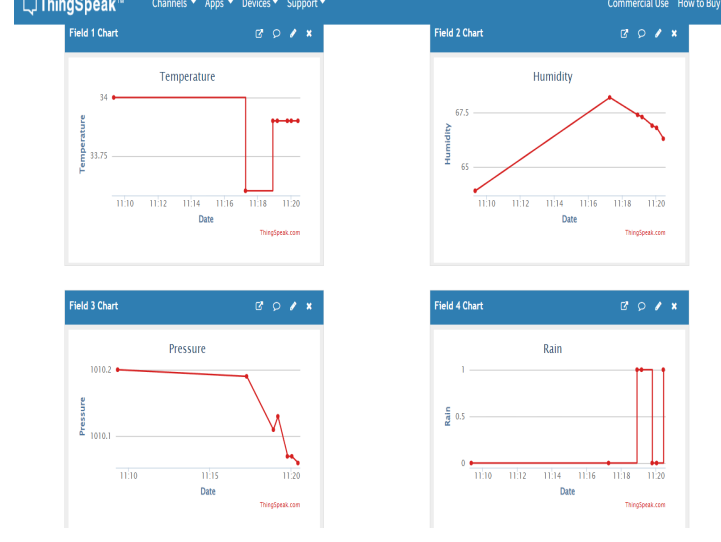 ThingSpeak™ Channels Apps Devices Support Commercial Use How to Buy
Field 1 Chart
Temperature
Temperature
34
33.75
11:10 11:12 11:14 11:16 11:18 11:20
Date
ThingSpeak.com
Field 2 Chart
Humidity
Humidity
67.5
65
11:10 11:12 11:14 11:16 11:18 11:20
Date
ThingSpeak.com
Field 3 Chart
Pressure
Pressure
1010.2
1010.1
11:10 11:15 11:20
Date
ThingSpeak.com
Field 4 Chart
Rain
Rain
1
0.5
0
11:10 11:12 11:14 11:16 11:18 11:20
Date
ThingSpeak.com